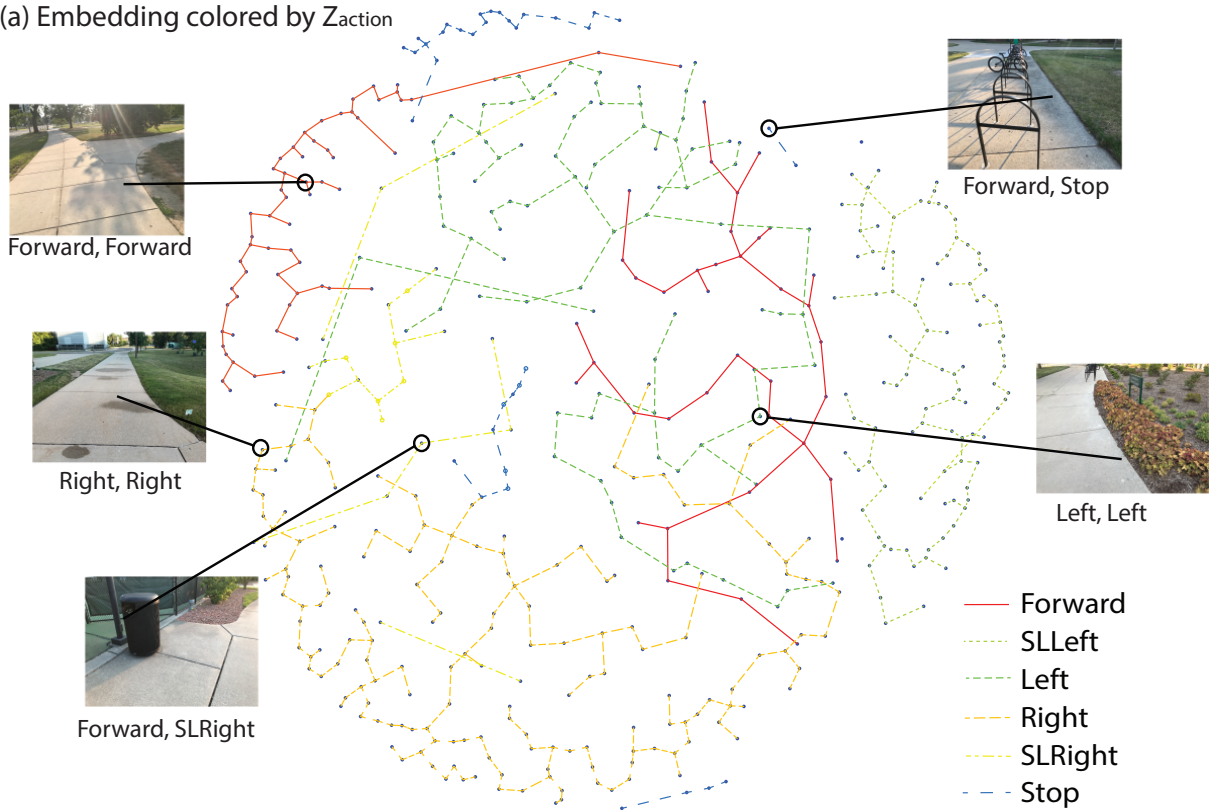 (a) Embedding colored by Zaction
Forward, Stop
Forward, Forward
Right, Right
Left, Left
Forward, SLRight
Forward
SLLeft
Left
Right
SLRight
Stop